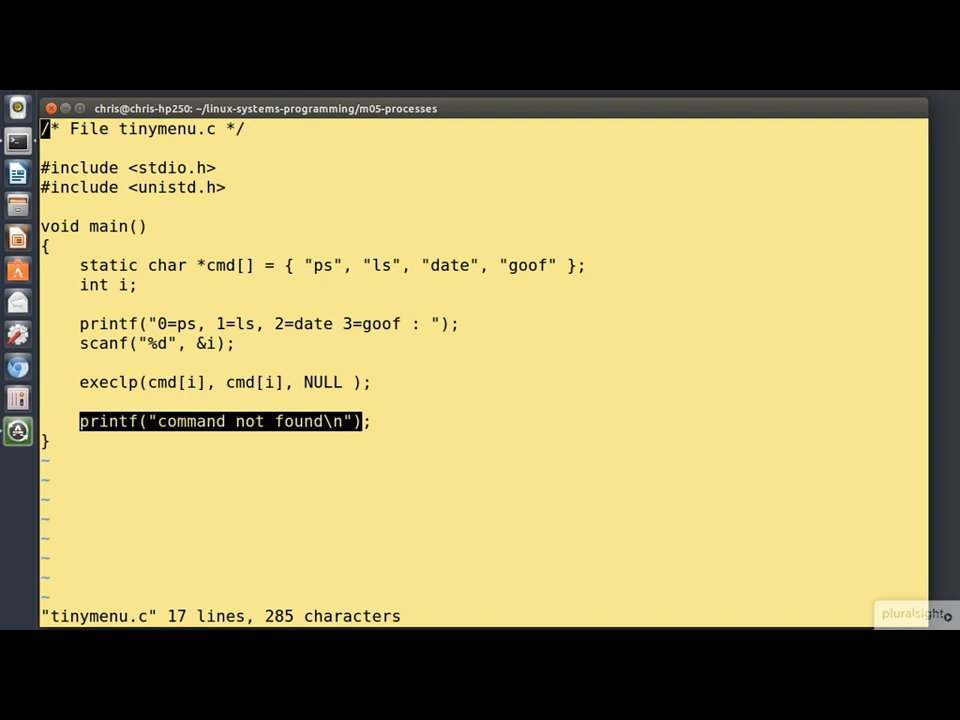 chris@chris-hp250: ~/linux-systems-programming/m05-processes
/* File tinymenu.c */
#include <stdio.h>
#include <unistd.h>
void main()
{
static char *cmd[] = { "ps", "ls", "date", "goof" };
int i;
printf("0=ps, 1=ls, 2=date 3=goof : ");
scanf("%d", &i);
execlp(cmd[i], cmd[i], NULL );
printf("command not found\n");
}
~
~
~
~
~
~
~
~
"tinymenu.c" 17 lines, 285 characters
pluralsight